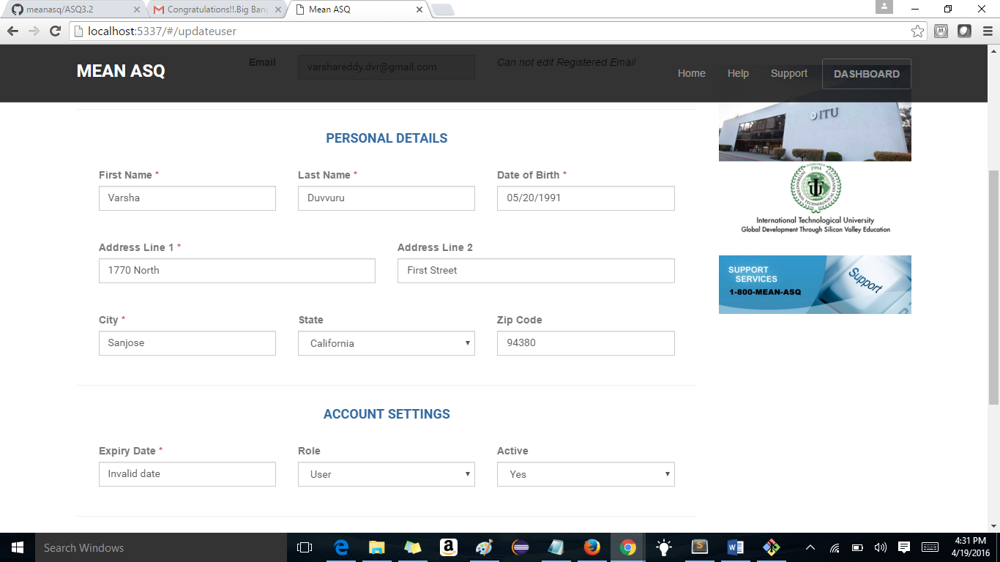 meanasq/ASQ3.2
Congratulations!!.Big Bang
Mean ASQ
localhost:5337/#/updateuser
MEAN ASQ
Email
varshareddy.dvr@gmail.com
Can not edit Registered Email
Home
Help
Support
DASHBOARD
ITU
PERSONAL DETAILS
First Name *
Last Name *
Date of Birth *
Varsha
Duvvuru
05/20/1991
1994
INTERNATIONAL TECHNOLOGICAL UNIVERSITY
International Technological University
Global Development Through Silicon Valley Education
Address Line 1 *
Address Line 2
1770 North
First Street
SUPPORT
SERVICES
1-800-MEAN-ASQ
Support
City *
State
Zip Code
Sanjose
California
94380
ACCOUNT SETTINGS
Expiry Date *
Role
Active
Invalid date
User
Yes
Search Windows
4:31 PM
4/19/2016